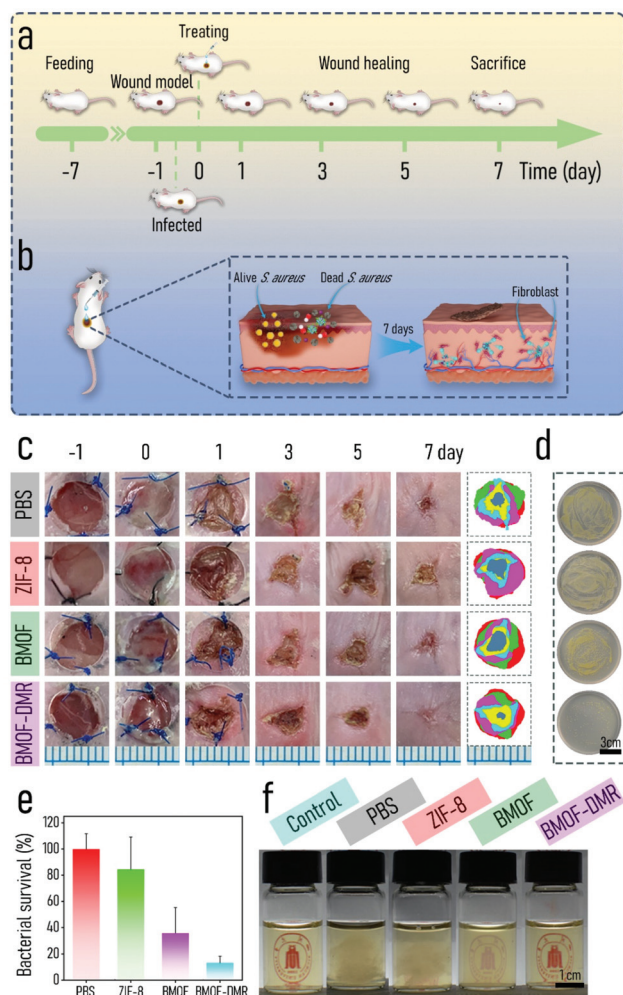 a
Treating
Feeding
Wound model
Wound healing
Sacrifice
-7
-1
0
1
3
5
7
Time (day)
Infected
b
Alive S. aureus
Dead S. aureus
Fibroblast
7 days
c
-1
0
1
3
5
7 day
d
PBS
ZIF-8
BMOF
BMOF-DMR
3cm
e
Bacterial survival (%)
120
100
80
60
40
20
0
PBS
ZIF-8
BMOF
BMOF-DMR
f
Control
PBS
ZIF-8
BMOF
BMOF-DMR
1 cm